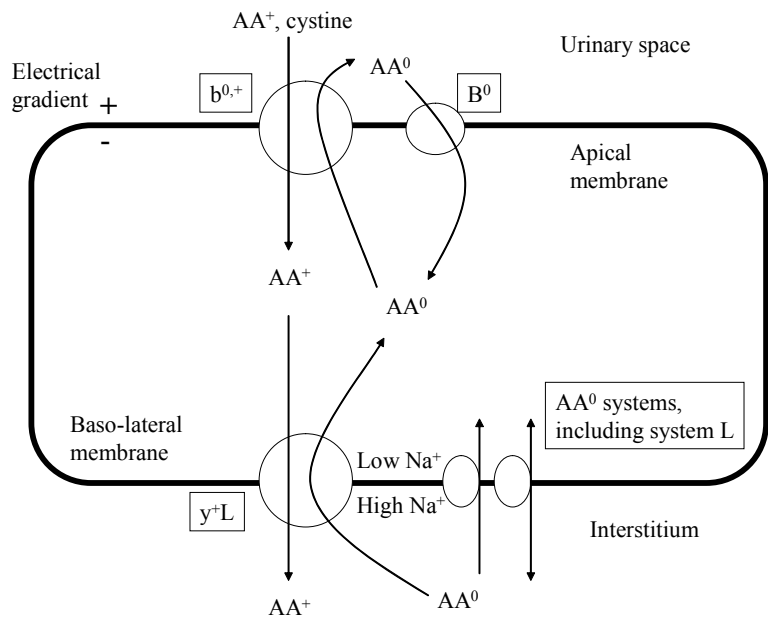 AA⁺, cystine
Urinary space
AA⁰
Electrical
gradient
+
-
b⁰,⁺
B⁰
Apical
membrane
AA⁺
AA⁰
AA⁰ systems,
including system L
Baso-lateral
membrane
Low Na⁺
High Na⁺
y⁺L
Interstitium
AA⁺
AA⁰